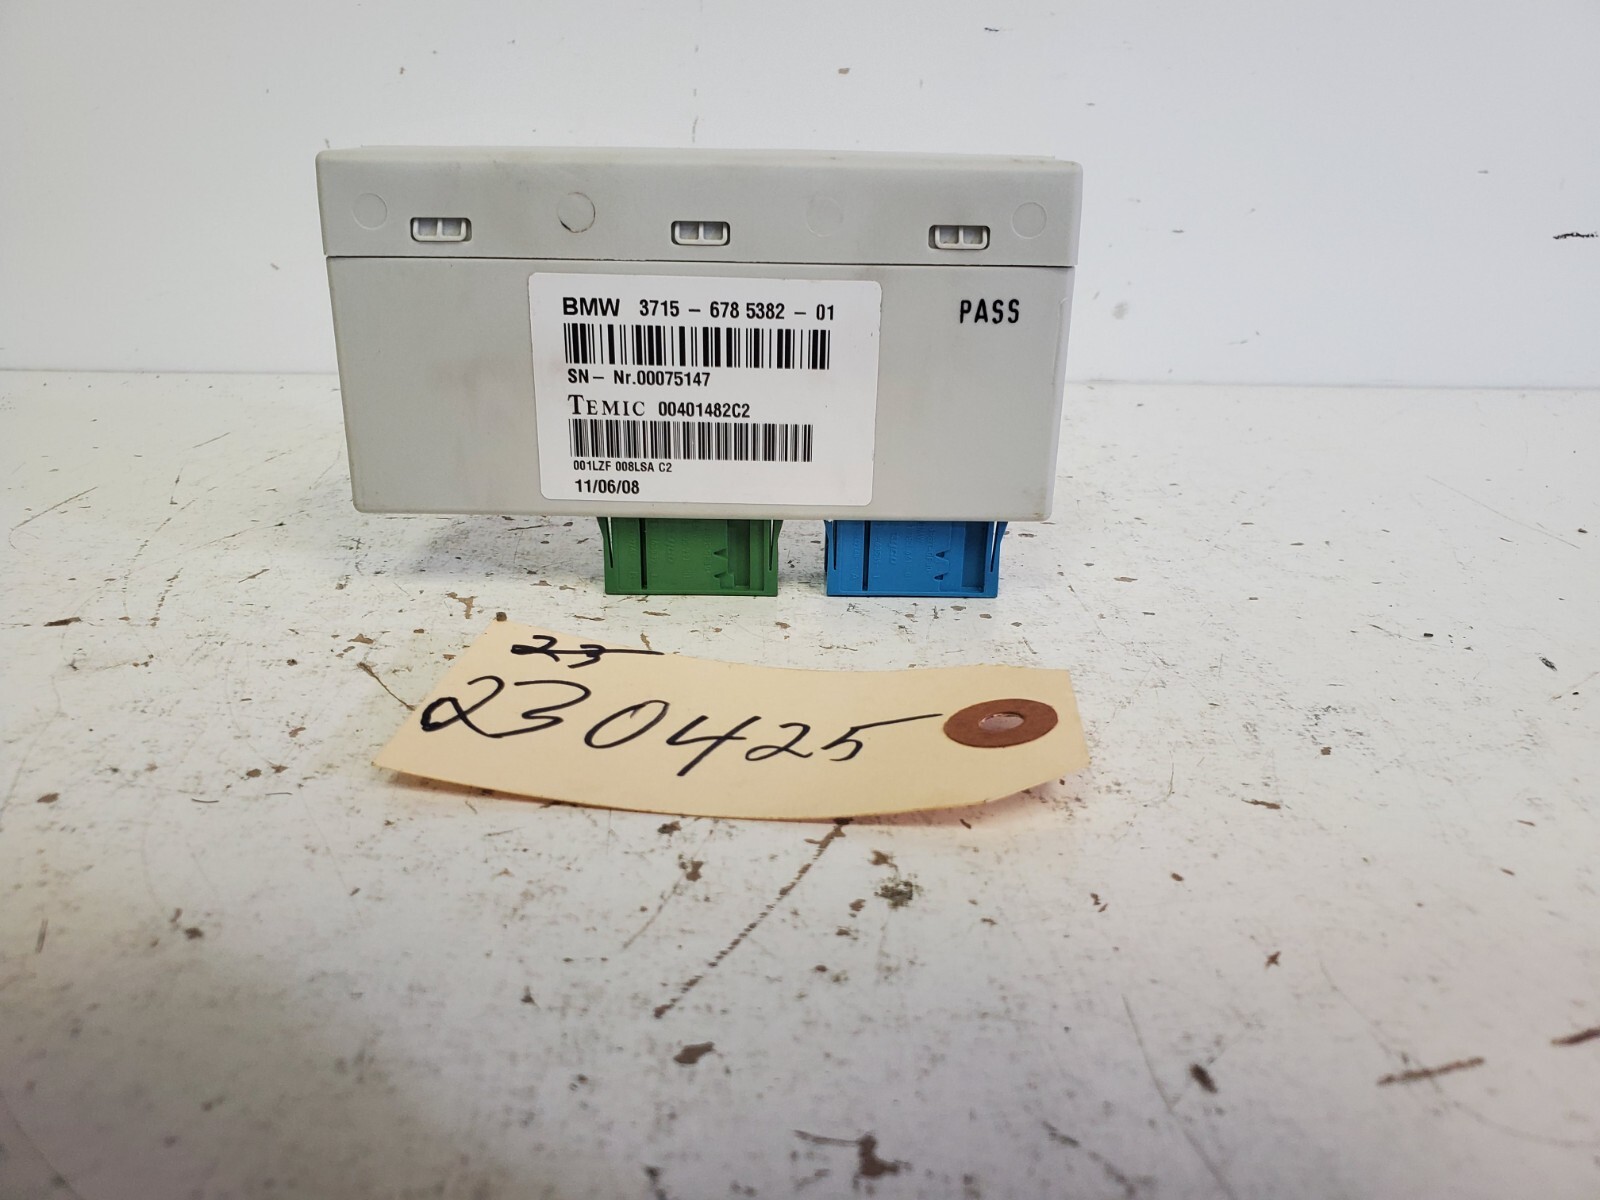 BMW 3715 - 678 5382 - 01
PASS
SN- Nr.00075147
TEMIC 00401482C2
001LZF 008LSA C2
11/06/08
23
230425